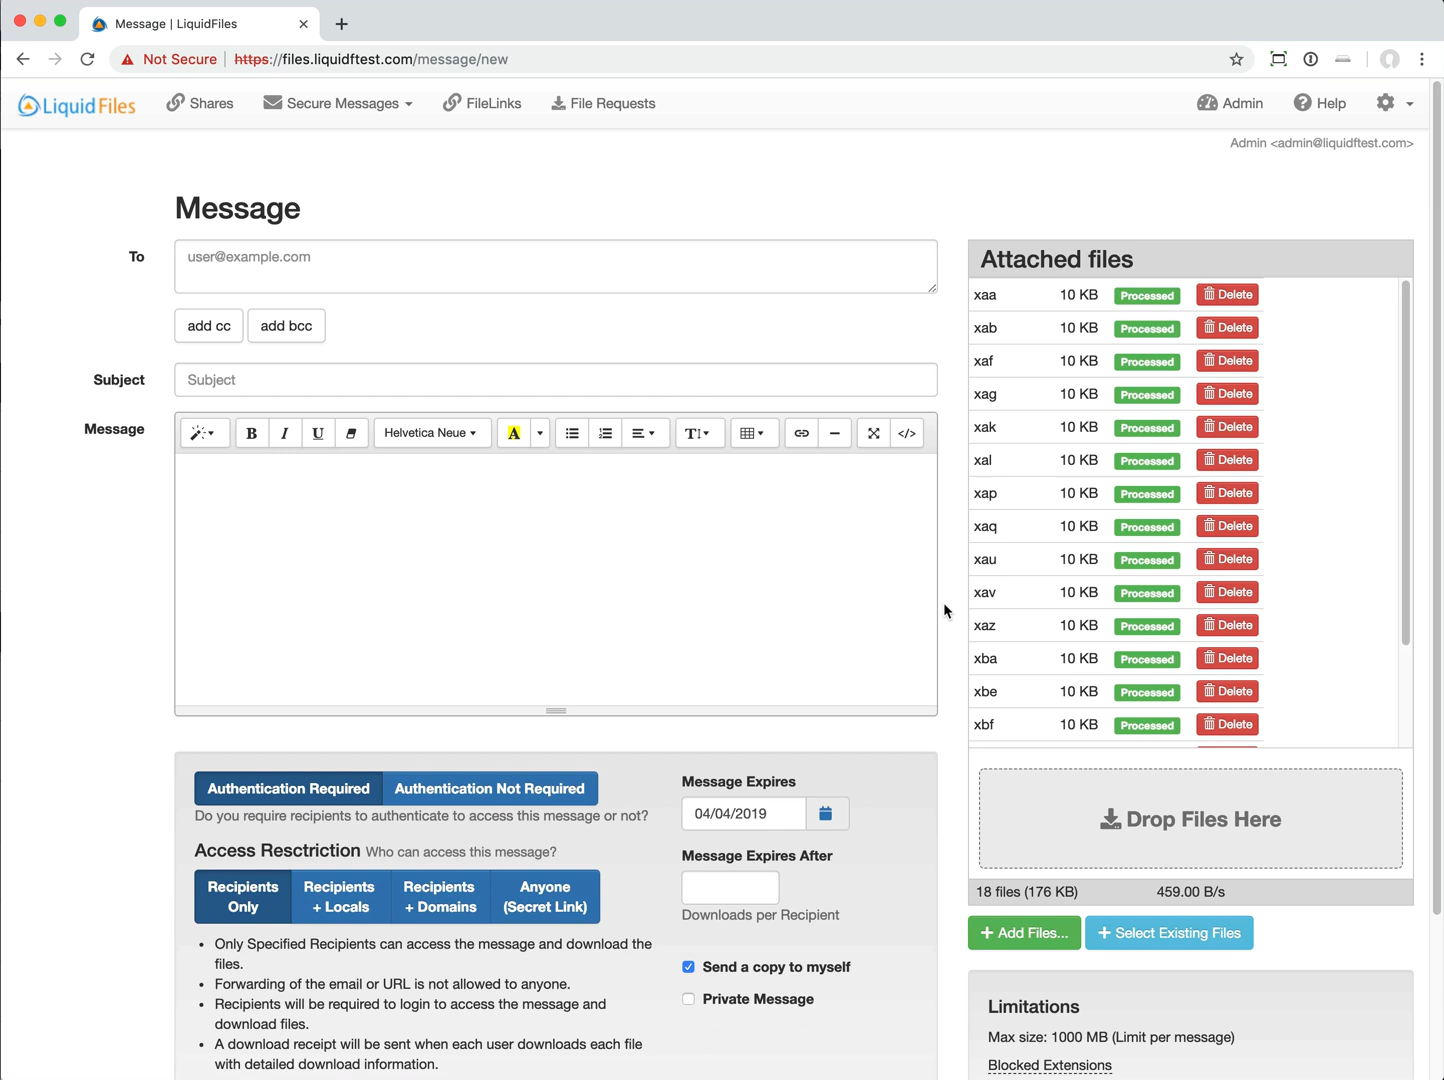 Message | LiquidFiles
Not Secure https://files.liquidftest.com/message/new
LiquidFiles Shares Secure Messages FileLinks File Requests Admin Help
Admin <admin@liquidftest.com>
Message
To
user@example.com
add cc add bcc
Subject
Subject
Message
B I U Helvetica Neue A T </>
Authentication Required Authentication Not Required
Do you require recipients to authenticate to access this message or not?
Access Resctriction Who can access this message?
Recipients Only
Recipients + Locals
Recipients + Domains
Anyone (Secret Link)
• Only Specified Recipients can access the message and download the
files.
• Forwarding of the email or URL is not allowed to anyone.
• Recipients will be required to login to access the message and
download files.
• A download receipt will be sent when each user downloads each file
with detailed download information.
Message Expires
04/04/2019
Message Expires After
Downloads per Recipient
Send a copy to myself
Private Message
Attached files
xaa 10 KB Processed Delete
xab 10 KB Processed Delete
xaf 10 KB Processed Delete
xag 10 KB Processed Delete
xak 10 KB Processed Delete
xal 10 KB Processed Delete
xap 10 KB Processed Delete
xaq 10 KB Processed Delete
xau 10 KB Processed Delete
xav 10 KB Processed Delete
xaz 10 KB Processed Delete
xba 10 KB Processed Delete
xbe 10 KB Processed Delete
xbf 10 KB Processed Delete
Drop Files Here
18 files (176 KB) 459.00 B/s
+ Add Files... + Select Existing Files
Limitations
Max size: 1000 MB (Limit per message)
Blocked Extensions